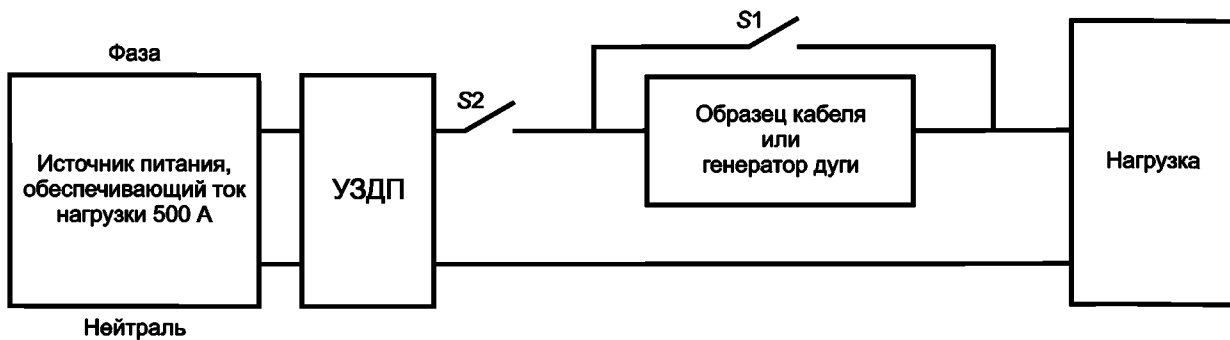 Фаза
Источник питания,
обеспечивающий ток
нагрузки 500 А
Нейтраль
УЗДП
S2
S1
Образец кабеля
или
генератор дуги
Нагрузка